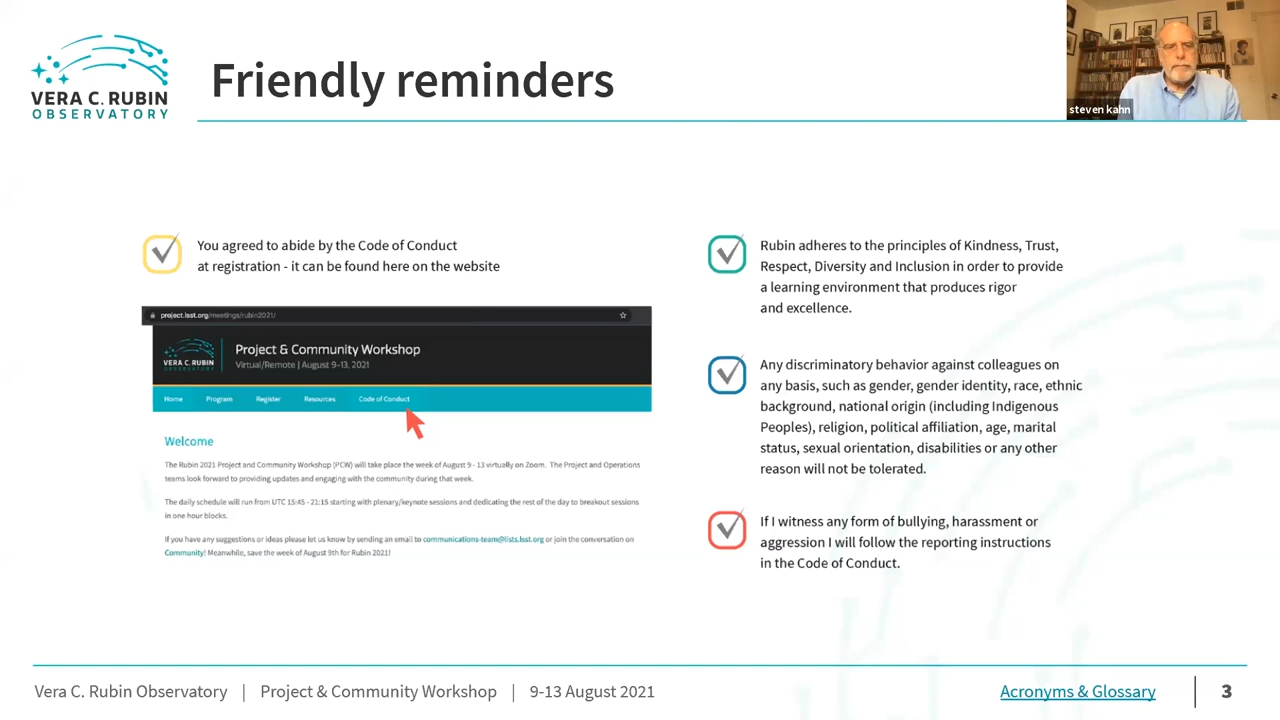 VERA C. RUBIN
OBSERVATORY
Friendly reminders
steven kahn
You agreed to abide by the Code of Conduct
at registration - it can be found here on the website
project.lsst.org/meetings/rubin2021/
VERA C. RUBIN
OBSERVATORY
Project & Community Workshop
Virtual/Remote | August 9-13, 2021
Home Program Register Resources Code of Conduct
Welcome
The Rubin 2021 Project and Community Workshop (PCW) will take place the week of August 9 - 13 virtually on Zoom. The Project and Operations
teams look forward to providing updates and engaging with the community during that week.
The daily schedule will run from UTC 15:45 - 21:15 starting with plenary/keynote sessions and dedicating the rest of the day to breakout sessions
in one hour blocks.
If you have any suggestions or ideas please let us know by sending an email to communications-team@lists.lsst.org or join the conversation on
Community! Meanwhile, save the week of August 9th for Rubin 2021!
Rubin adheres to the principles of Kindness, Trust,
Respect, Diversity and Inclusion in order to provide
a learning environment that produces rigor
and excellence.
Any discriminatory behavior against colleagues on
any basis, such as gender, gender identity, race, ethnic
background, national origin (including Indigenous
Peoples), religion, political affiliation, age, marital
status, sexual orientation, disabilities or any other
reason will not be tolerated.
If I witness any form of bullying, harassment or
aggression I will follow the reporting instructions
in the Code of Conduct.
Vera C. Rubin Observatory | Project & Community Workshop | 9-13 August 2021
Acronyms & Glossary | 3